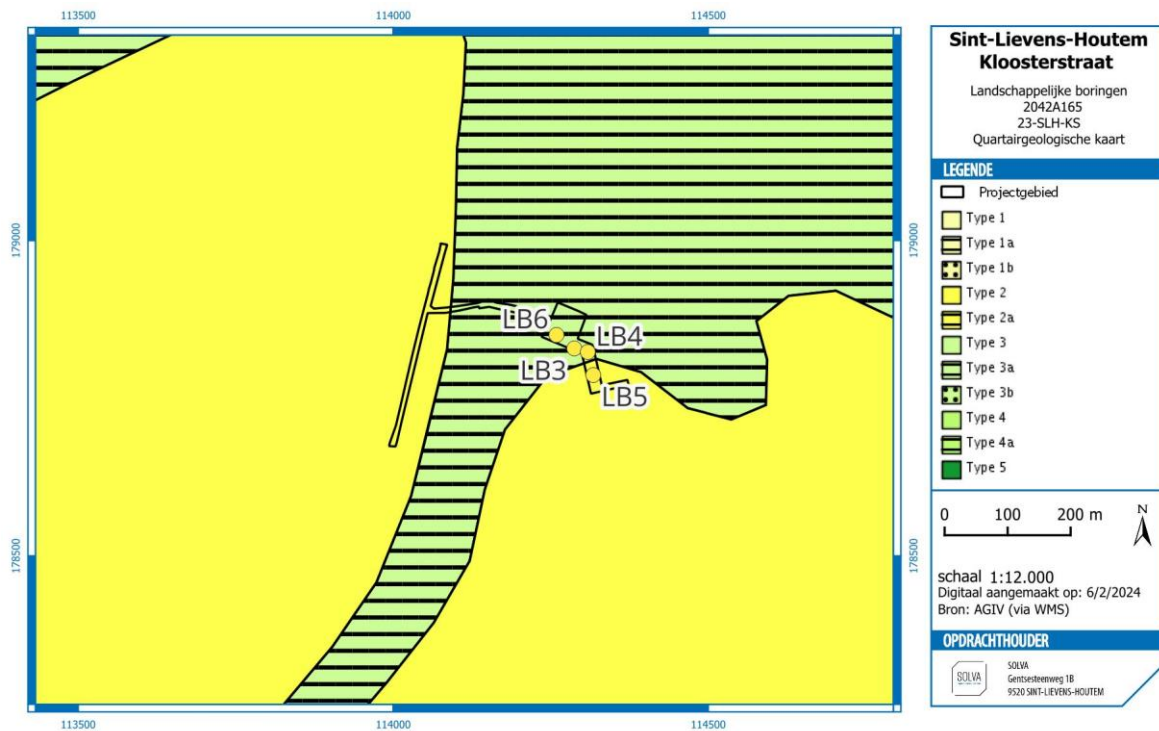 113500
114000
114500
179000
178500
179000
178500
LB6
LB4
LB3
LB5
113500
114000
114500
Sint-Lievens-Houtem
Kloosterstraat
Landschappelijke boringen
2042A165
23-SLH-KS
Quartairgeologische kaart
LEGENDE
Projectgebied
Type 1
Type 1a
Type 1b
Type 2
Type 2a
Type 3
Type 3a
Type 3b
Type 4
Type 4a
Type 5
0 100 200 m
N
schaal 1:12.000
Digitaal aangemaakt op: 6/2/2024
Bron: AGIV (via WMS)
OPDRACHTHOUDER
SOLVA
SOLVA
Gentsesteenweg 1B
9520 SINT-LIEVENS-HOUTEM